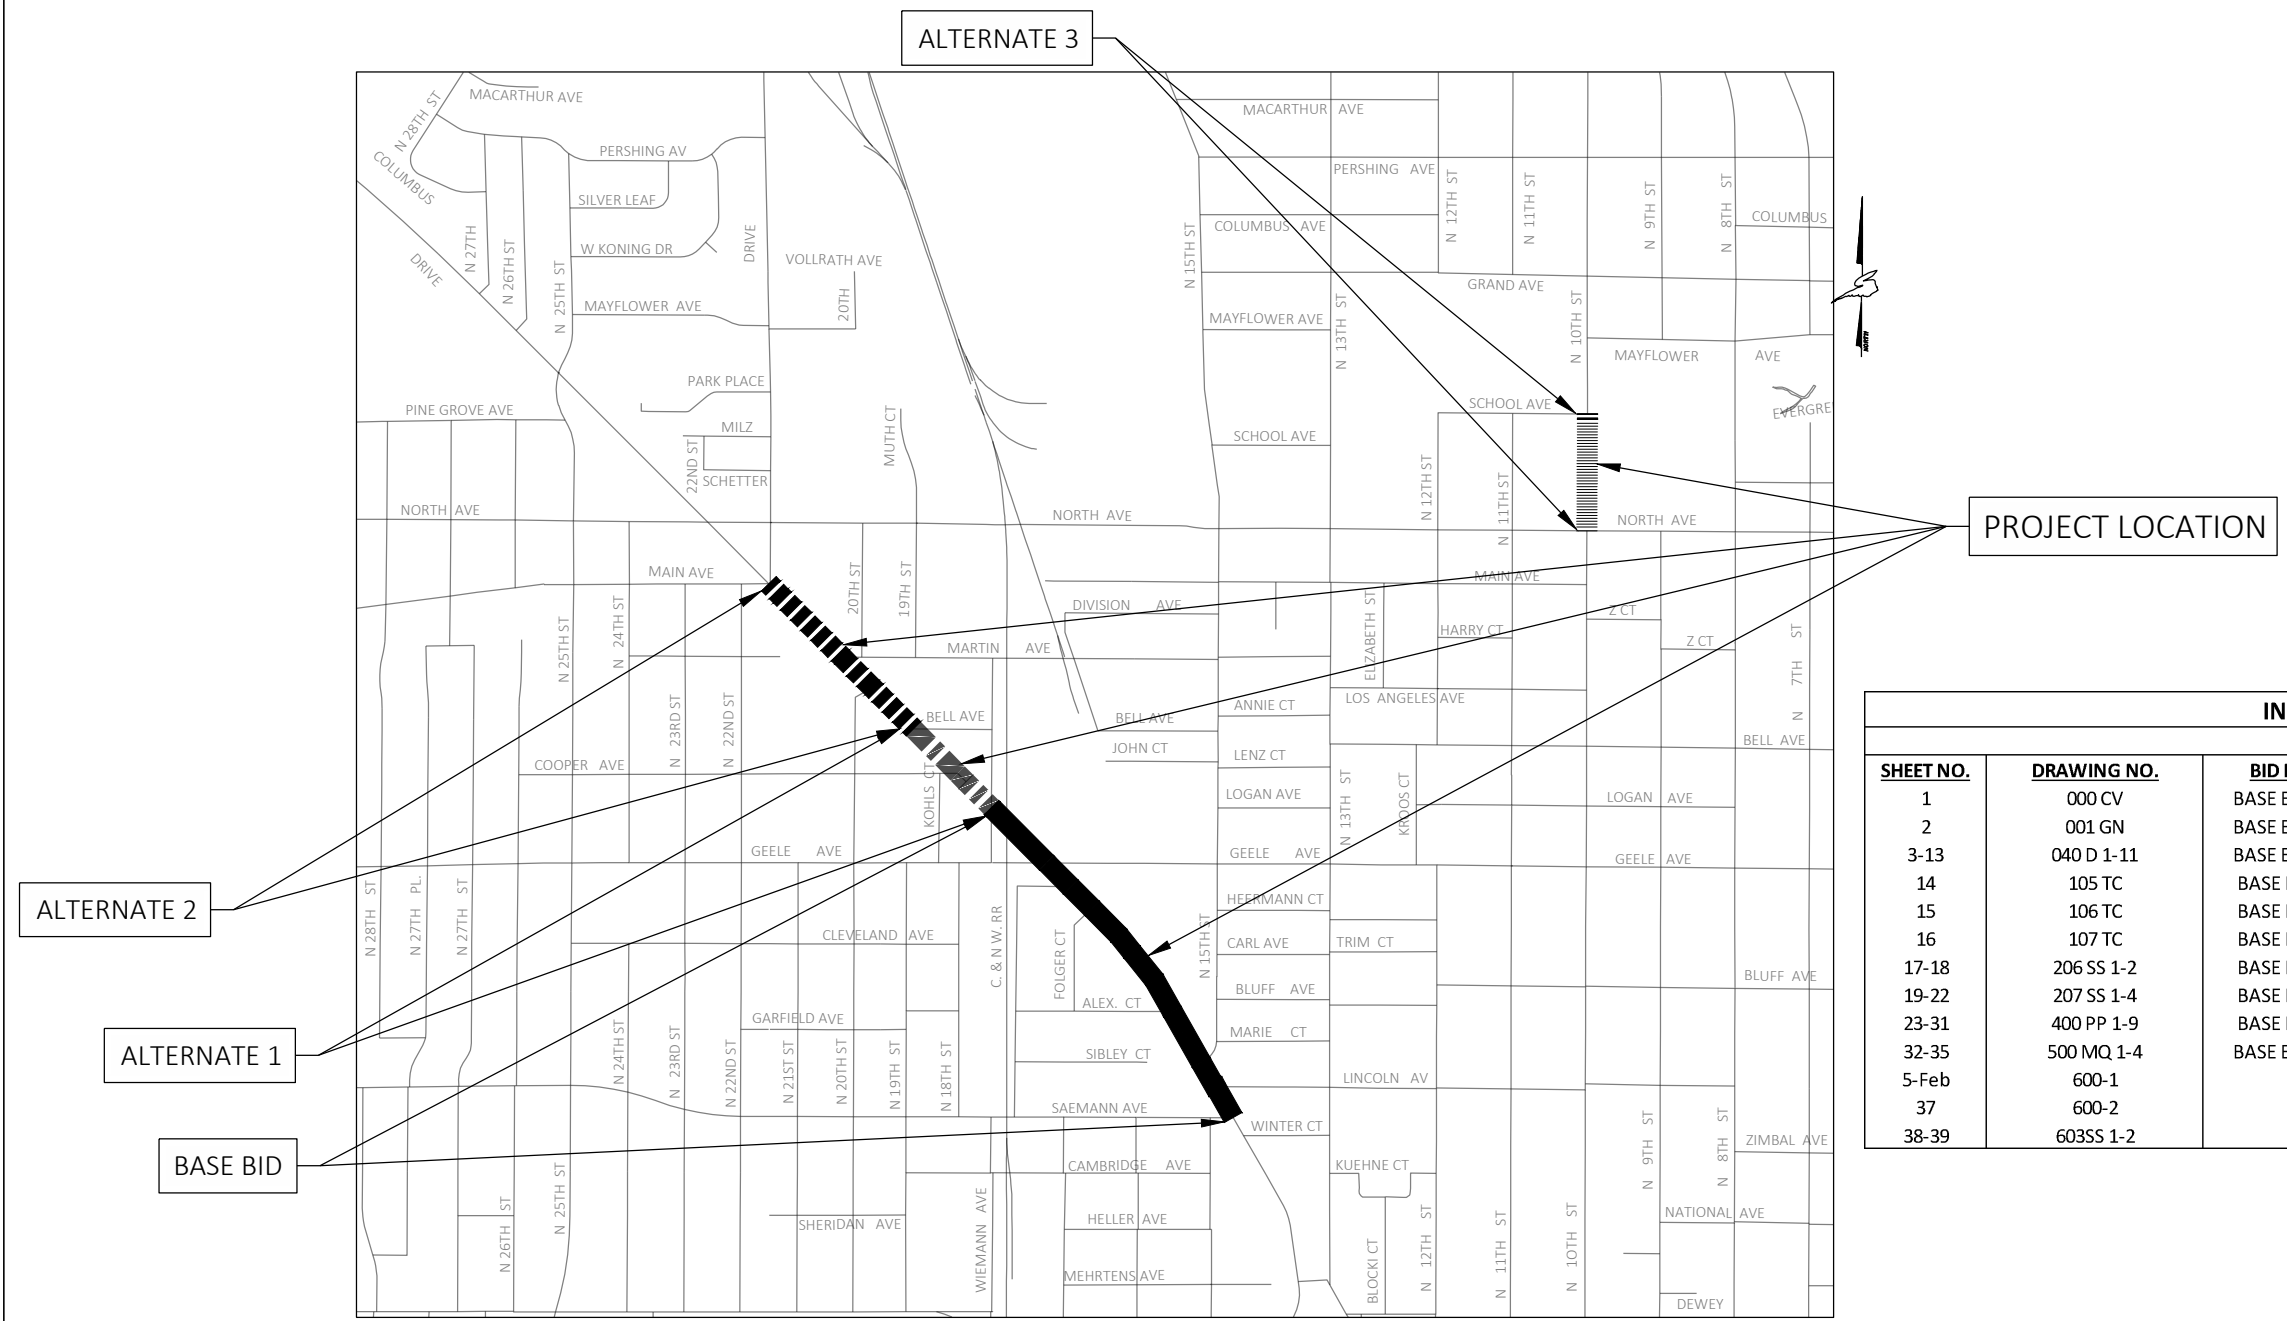 ALTERNATE 3
MACARTHUR AVE
N 28TH ST
COLUMBUS
DRIVE
PERSHING AV
SILVER LEAF
W KONING DR
N 27TH
N 26TH ST
N 25TH ST
MAYFLOWER AVE
DRIVE
VOLLRATH AVE
20TH
PARK PLACE
PINE GROVE AVE
MILZ
22ND ST
SCHETTER
MUTH CT
NORTH AVE
MACARTHUR AVE
PERSHING AVE
COLUMBUS AVE
N 15TH ST
N 12TH ST
N 11TH ST
N 9TH ST
N 8TH ST
COLUMBUS
GRAND AVE
MAYFLOWER AVE
N 13TH ST
N 10TH ST
MAYFLOWER AVE
SCHOOL AVE
EVERGRE
SCHOOL AVE
N 12TH ST
N 11TH ST
NORTH AVE
NORTH AVE
NORTH
PROJECT LOCATION
MAIN AVE
N 25TH ST
N 24TH ST
20TH ST
19TH ST
DIVISION AVE
MAIN AVE
Z CT
HARRY CT
Z CT
ELIZABETH ST
MARTIN AVE
N 7TH ST
N 23RD ST
N 22ND ST
LOS ANGELES AVE
BELL AVE
BELL AVE
ANNIE CT
BELL AVE
JOHN CT
LENZ CT
COOPER AVE
KOHLS CT
LOGAN AVE
N 13TH ST
KROOS CT
LOGAN AVE
GEELE AVE
GEELE AVE
GEELE AVE
ALTERNATE 2
N 28TH ST
N 27TH PL.
N 27TH ST
HEERMANN CT
C. & N W. RR
FOLGER CT
N 15TH ST
CLEVELAND AVE
CARL AVE
TRIM CT
BLUFF AVE
BLUFF AVE
ALEX. CT
GARFIELD AVE
MARIE CT
SIBLEY CT
ALTERNATE 1
N 24TH ST
N 23RD ST
N 22ND ST
N 21ST ST
N 20TH ST
N 19TH ST
N 18TH ST
LINCOLN AV
SAEMANN AVE
WINTER CT
BASE BID
CAMBRIDGE AVE
KUEHNE CT
ZIMBAL AVE
N 9TH ST
N 8TH ST
N 26TH ST
N 25TH ST
SHERIDAN AVE
WIEMANN AVE
HELLER AVE
NATIONAL AVE
MEHRTENS AVE
BLOCKI CT
N 12TH ST
N 11TH ST
N 10TH ST
DEWEY
IN
SHEET NO. DRAWING NO. BID
1 000 CV BASE
2 001 GN BASE
3-13 040 D 1-11 BASE
14 105 TC BASE
15 106 TC BASE
16 107 TC BASE
17-18 206 SS 1-2 BASE
19-22 207 SS 1-4 BASE
23-31 400 PP 1-9 BASE
32-35 500 MQ 1-4 BASE
5-Feb 600-1
37 600-2
38-39 603SS 1-2